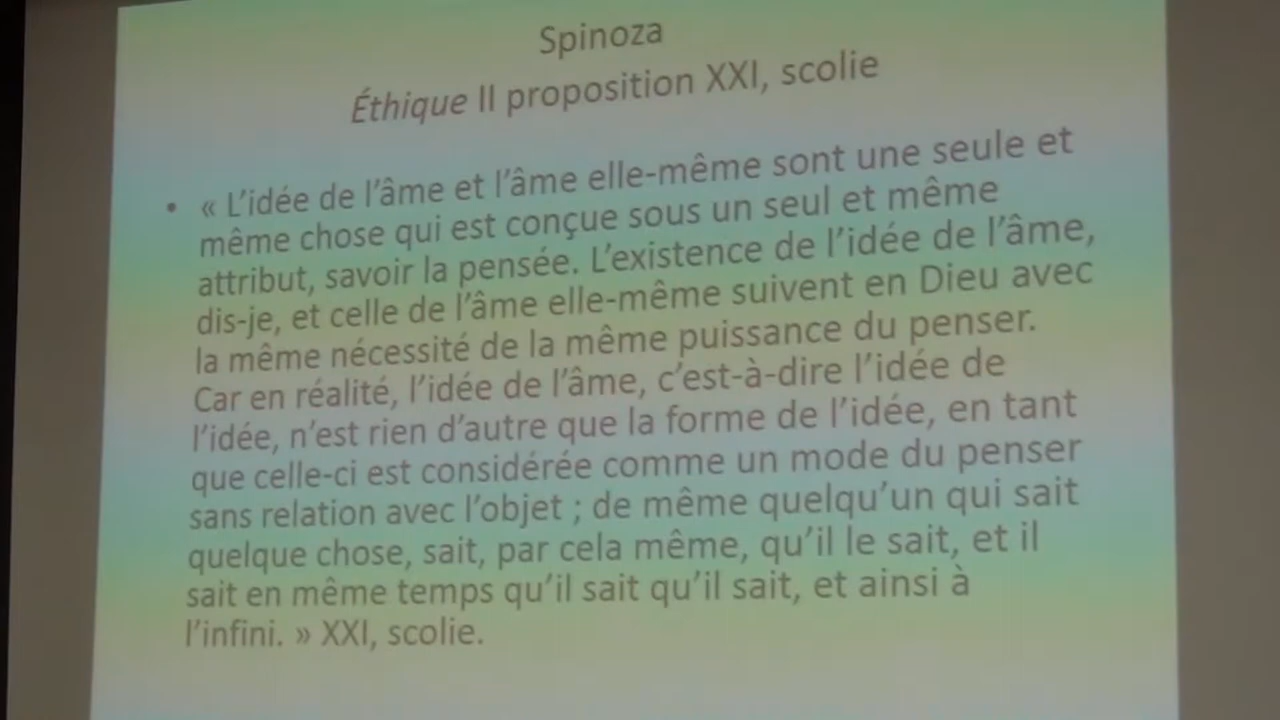 Spinoza
Éthique II proposition XXI, scolie
• « L’idée de l’âme et l’âme elle-même sont une seule et
même chose qui est conçue sous un seul et même
attribut, savoir la pensée. L’existence de l’idée de l’âme,
dis-je, et celle de l’âme elle-même suivent en Dieu avec
la même nécessité de la même puissance du penser.
Car en réalité, l’idée de l’âme, c’est-à-dire l’idée de
l’idée, n’est rien d’autre que la forme de l’idée, en tant
que celle-ci est considérée comme un mode du penser
sans relation avec l’objet ; de même quelqu’un qui sait
quelque chose, sait, par cela même, qu’il le sait, et il
sait en même temps qu’il sait qu’il sait, et ainsi à
l’infini. » XXI, scolie.